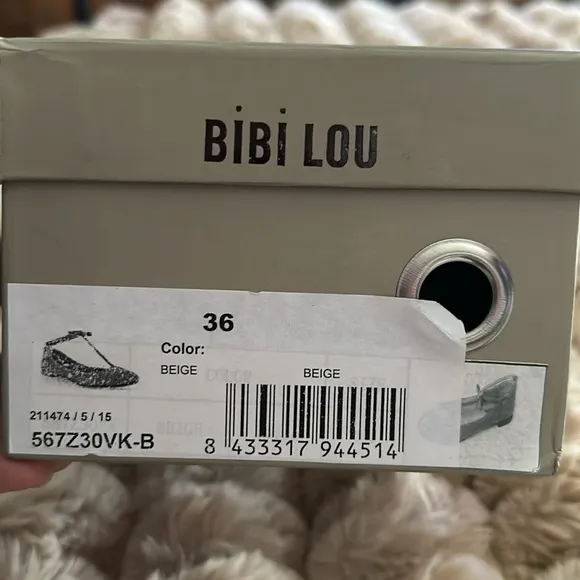 BiBi LOU
36
Color:
BEIGE BEIGE
211474 / 5 / 15
567Z30VK-B
8 433317 944514